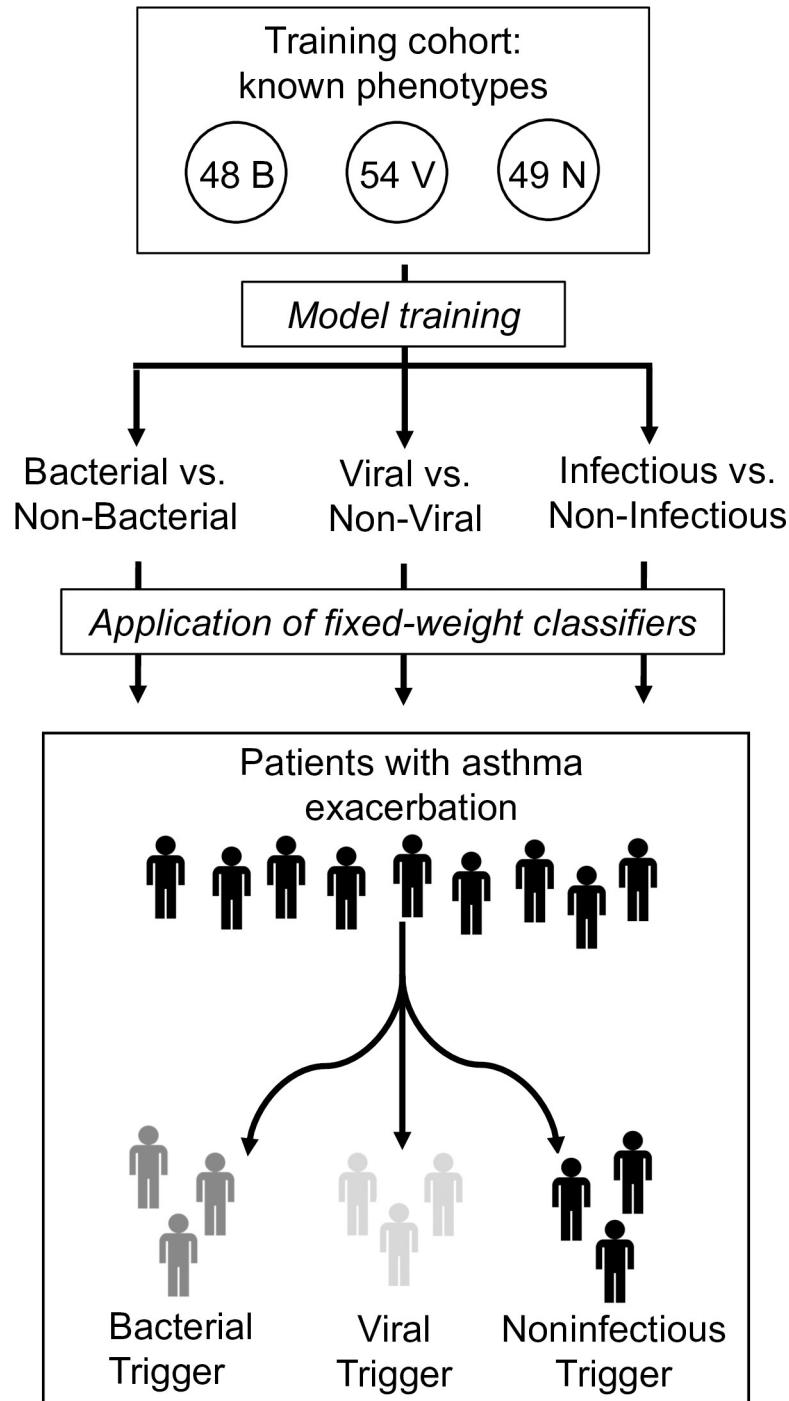 Training cohort:
known phenotypes
48 B
54 V
49 N
Model training
Bacterial vs.
Non-Bacterial
Viral vs.
Non-Viral
Infectious vs.
Non-Infectious
Application of fixed-weight classifiers
Patients with asthma
exacerbation
Bacterial
Trigger
Viral
Trigger
Noninfectious
Trigger